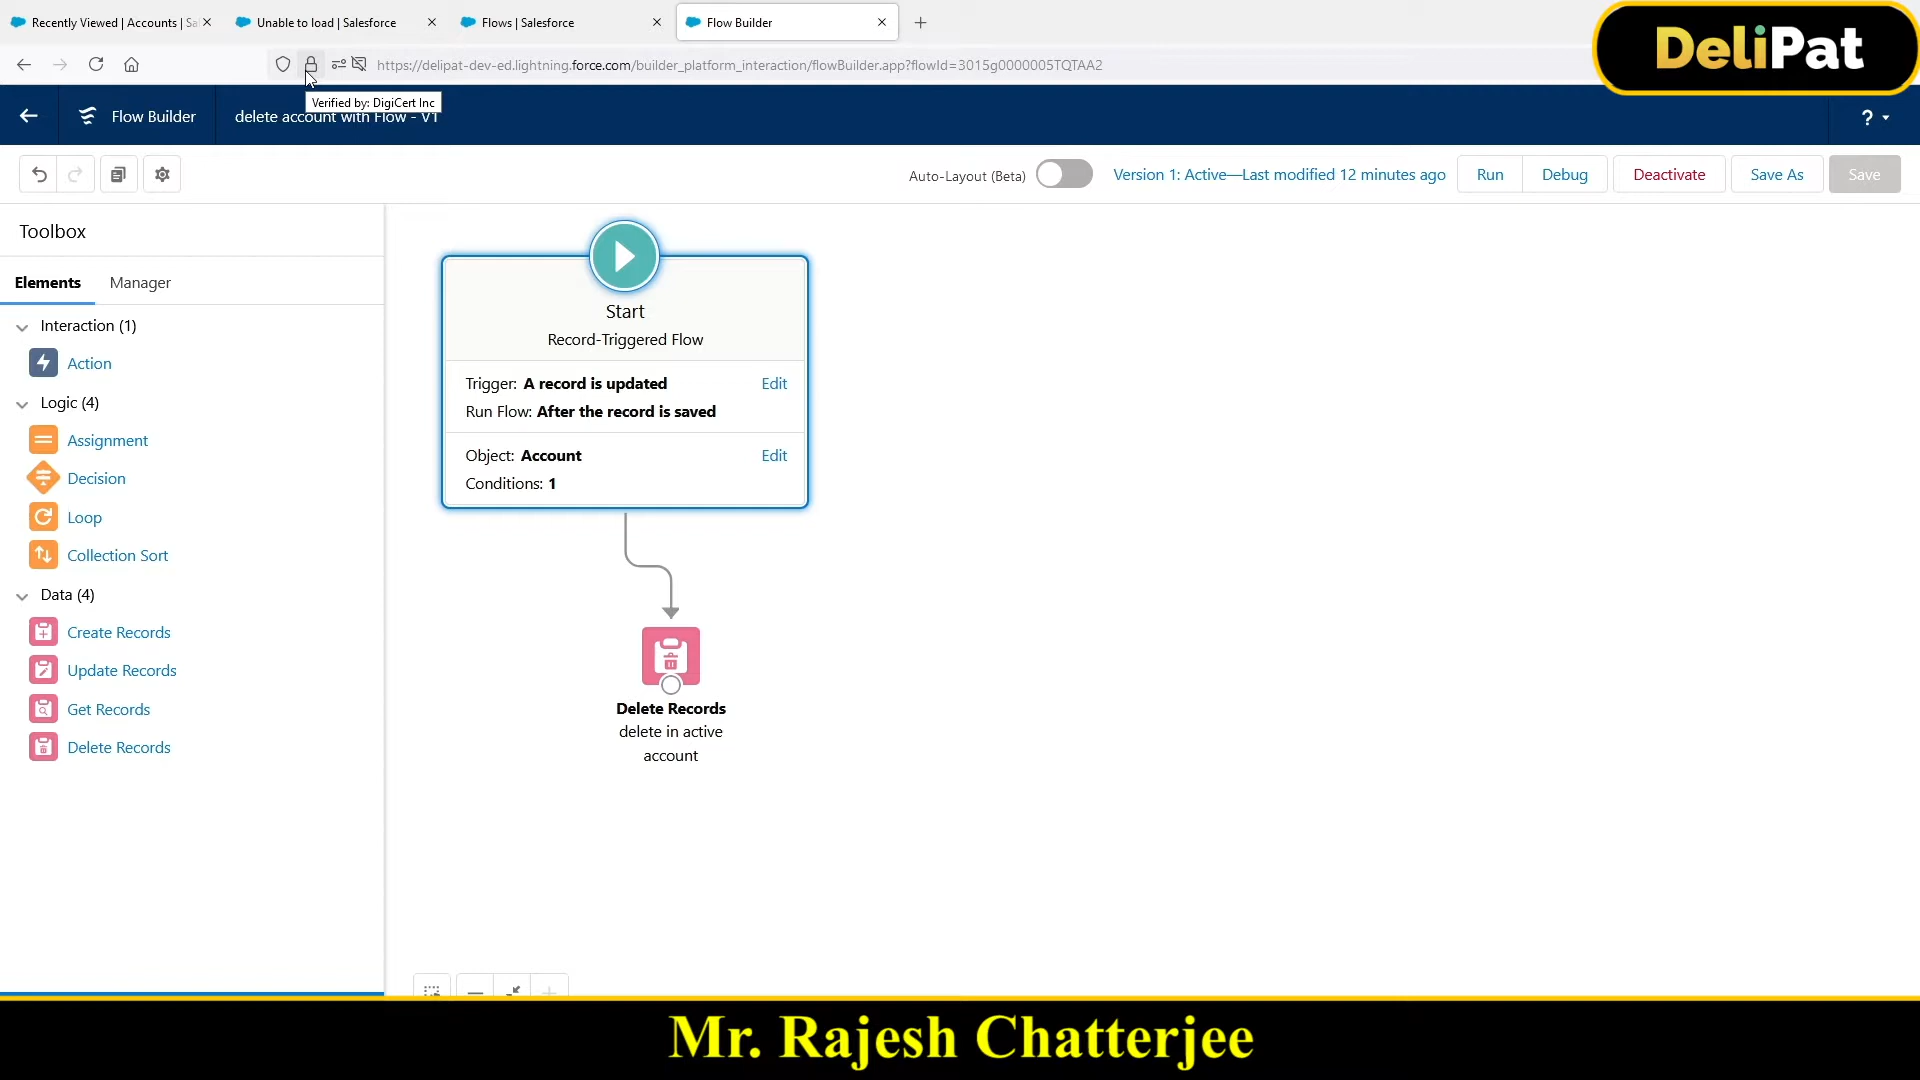 Recently Viewed | Accounts | Sa
Unable to load | Salesforce
Flows | Salesforce
Flow Builder
DeliPat
https://delipat-dev-ed.lightning.force.com/builder_platform_interaction/flowBuilder.app?flowId=3015g0000005TQTAA2
Verified by: DigiCert Inc
Flow Builder
delete account with Flow - V1
?
Auto-Layout (Beta)
Version 1: Active—Last modified 12 minutes ago
Run
Debug
Deactivate
Save As
Save
Toolbox
Elements
Manager
Interaction (1)
Action
Logic (4)
Assignment
Decision
Loop
Collection Sort
Data (4)
Create Records
Update Records
Get Records
Delete Records
Start
Record-Triggered Flow
Trigger: A record is updated
Edit
Run Flow: After the record is saved
Object: Account
Edit
Conditions: 1
Delete Records
delete in active
account
Mr. Rajesh Chatterjee